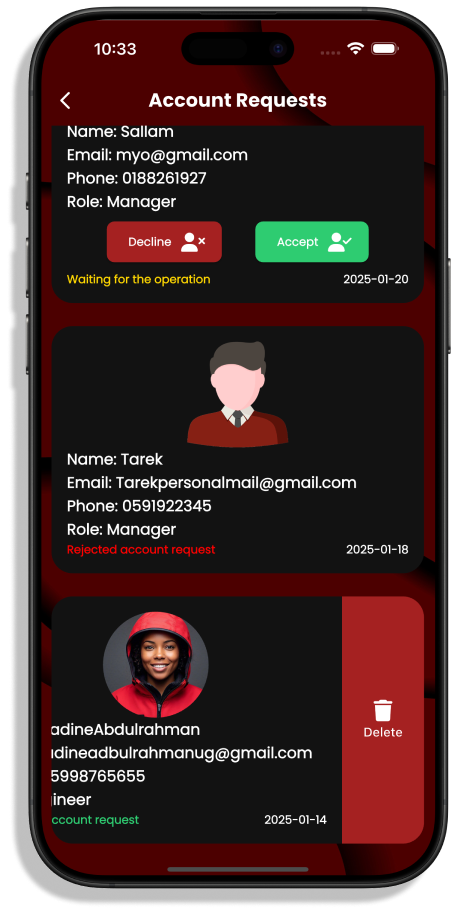 10:33
Account Requests
Name: Sallam
Email: myo@gmail.com
Phone: 0188261927
Role: Manager
Decline
Accept
Waiting for the operation 2025-01-20
Name: Tarek
Email: Tarekpersonalmail@gmail.com
Phone: 0591922345
Role: Manager
Rejected account request 2025-01-18
adineAbdulrahman
adineadbulrahmanug@gmail.com
5998765655
ineer
ccount request 2025-01-14
Delete